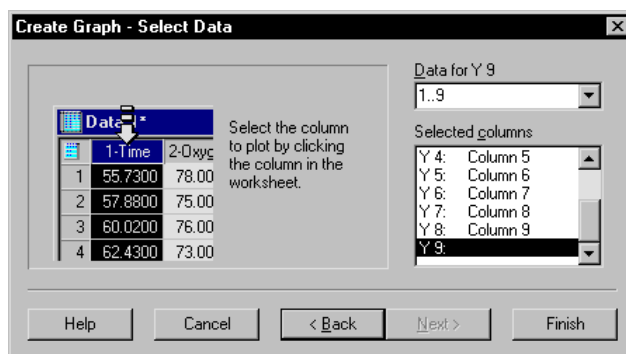 Create Graph - Select Data
Data 1*
1-Time 2-Oxyg
1 55.7300 78.00
2 57.8800 75.00
3 60.0200 76.00
4 62.4300 73.00
Select the column
to plot by clicking
the column in the
worksheet.
Data for Y 9
1..9
Selected columns
Y 4: Column 5
Y 5: Column 6
Y 6: Column 7
Y 7: Column 8
Y 8: Column 9
Y 9:
Help Cancel < Back Next > Finish